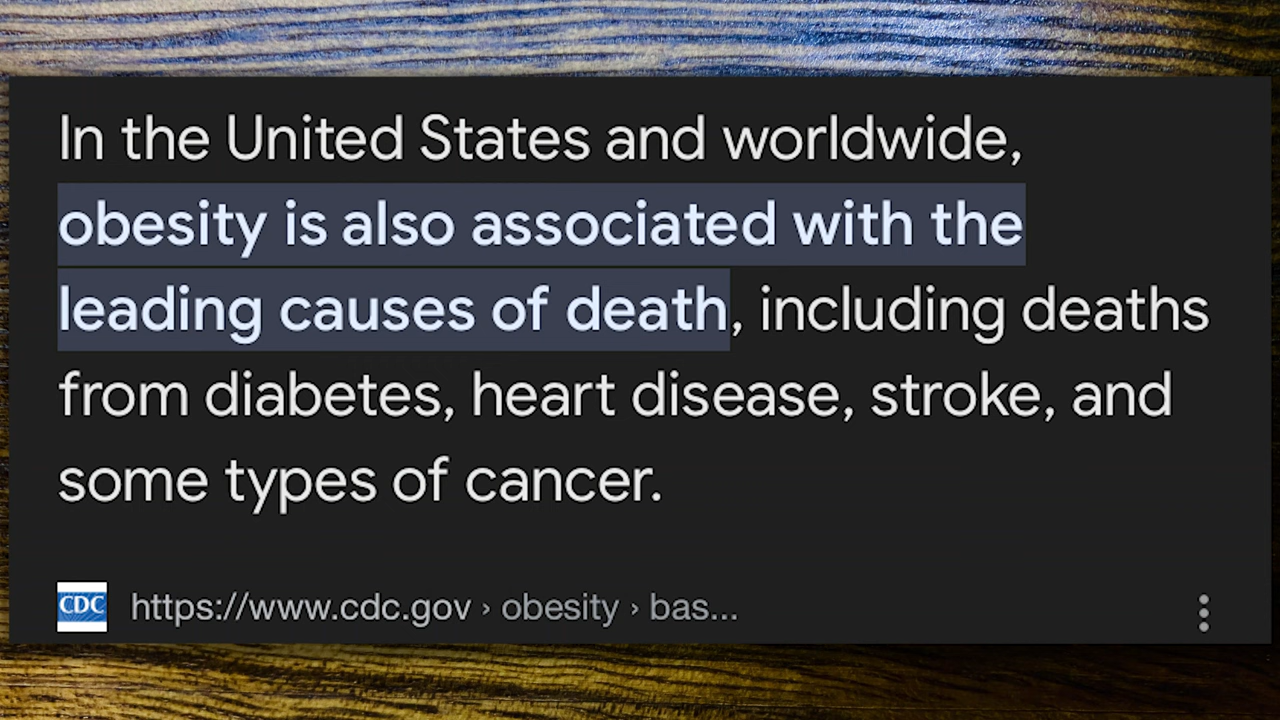 In the United States and worldwide,
obesity is also associated with the
leading causes of death, including deaths
from diabetes, heart disease, stroke, and
some types of cancer.
CDC https://www.cdc.gov › obesity › bas...